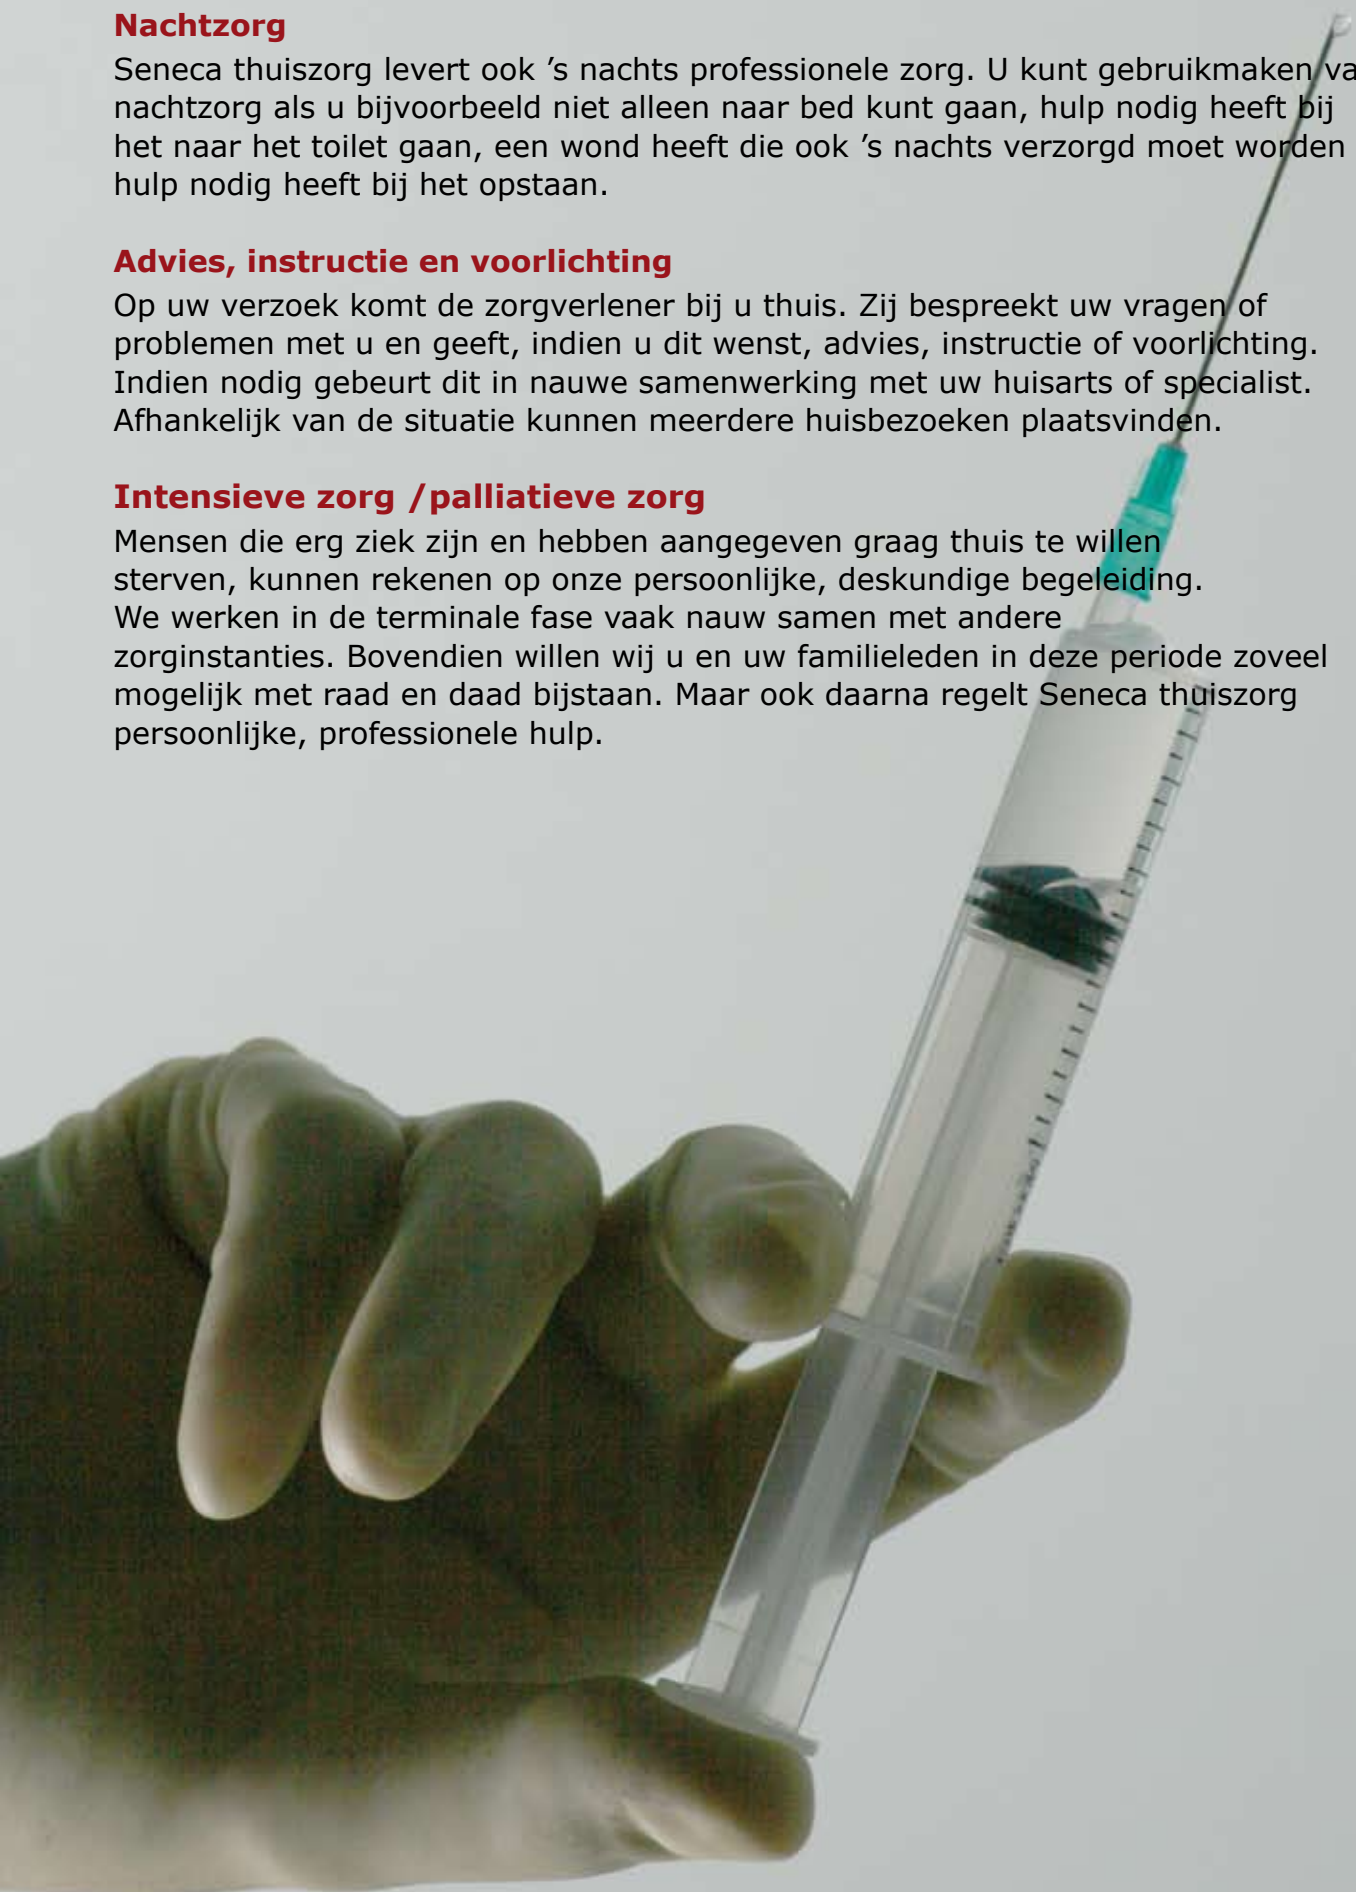 Nachtzorg
Seneca thuiszorg levert ook ’s nachts professionele zorg. U kunt gebruikmaken va
nachtzorg als u bijvoorbeeld niet alleen naar bed kunt gaan, hulp nodig heeft bij
het naar het toilet gaan, een wond heeft die ook ’s nachts verzorgd moet worden
hulp nodig heeft bij het opstaan.
Advies, instructie en voorlichting
Op uw verzoek komt de zorgverlener bij u thuis. Zij bespreekt uw vragen of
problemen met u en geeft, indien u dit wenst, advies, instructie of voorlichting.
Indien nodig gebeurt dit in nauwe samenwerking met uw huisarts of specialist.
Afhankelijk van de situatie kunnen meerdere huisbezoeken plaatsvinden.
Intensieve zorg /palliatieve zorg
Mensen die erg ziek zijn en hebben aangegeven graag thuis te willen
sterven, kunnen rekenen op onze persoonlijke, deskundige begeleiding.
We werken in de terminale fase vaak nauw samen met andere
zorginstanties. Bovendien willen wij u en uw familieleden in deze periode zoveel
mogelijk met raad en daad bijstaan. Maar ook daarna regelt Seneca thuiszorg
persoonlijke, professionele hulp.